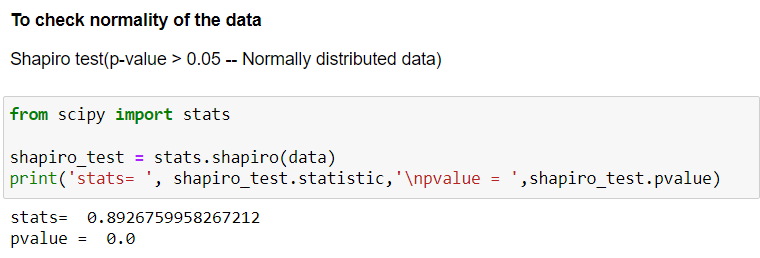 To check normality of the data
Shapiro test(p-value > 0.05 -- Normally distributed data)
from scipy import stats
shapiro_test = stats.shapiro(data)
print('stats= ', shapiro_test.statistic,'\npvalue = ',shapiro_test.pvalue)
stats=  0.8926759958267212
pvalue =  0.0